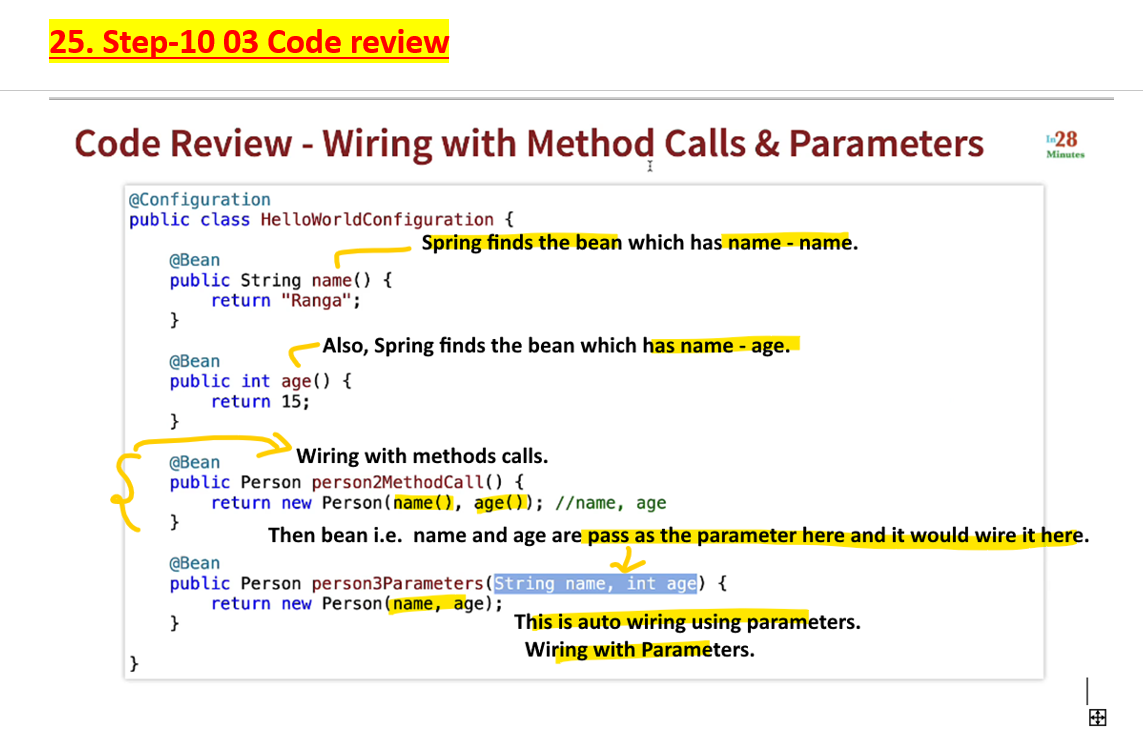 25. Step-10 03 Code review
Code Review - Wiring with Method Calls & Parameters
In28
Minutes
@Configuration
public class HelloWorldConfiguration {
Spring finds the bean which has name - name.
@Bean
public String name() {
return "Ranga";
}
Also, Spring finds the bean which has name - age.
@Bean
public int age() {
return 15;
}
Wiring with methods calls.
@Bean
public Person person2MethodCall() {
return new Person(name(), age()); //name, age
}
Then bean i.e. name and age are pass as the parameter here and it would wire it here.
@Bean
public Person person3Parameters(String name, int age) {
return new Person(name, age);
}
This is auto wiring using parameters.
Wiring with Parameters.
}